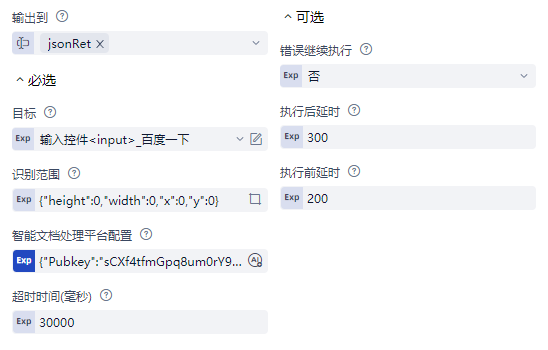 输出到
jsonRet
必选
目标
Exp 输入控件<input>_百度一下
识别范围
Exp {"height":0,"width":0,"x":0,"y":0}
智能文档处理平台配置
Exp {"Pubkey":"sCXf4tfmGpq8um0rY9... AI
超时时间(毫秒)
Exp 30000
可选
错误继续执行
Exp 否
执行后延时
Exp 300
执行前延时
Exp 200